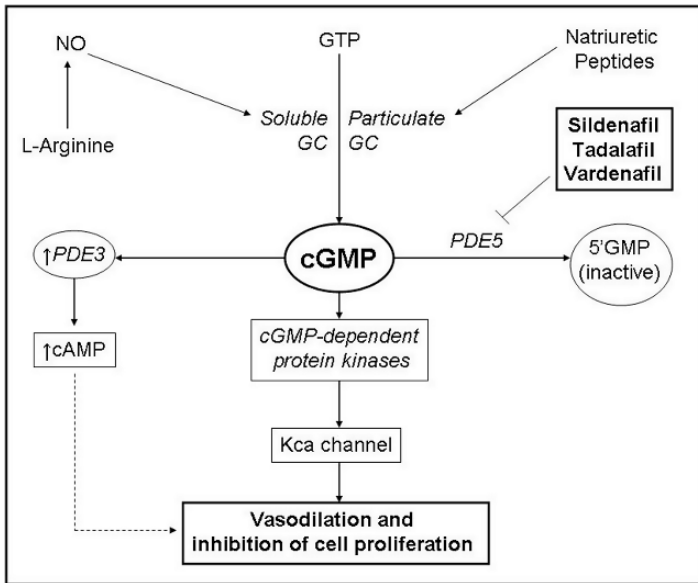 NO
GTP
Natriuretic
Peptides
L-Arginine
Soluble
GC
Particulate
GC
Sildenafil
Tadalafil
Vardenafil
↑PDE3
cGMP
PDE5
5'GMP
(inactive)
↑cAMP
cGMP-dependent
protein kinases
Kca channel
Vasodilation and
inhibition of cell proliferation